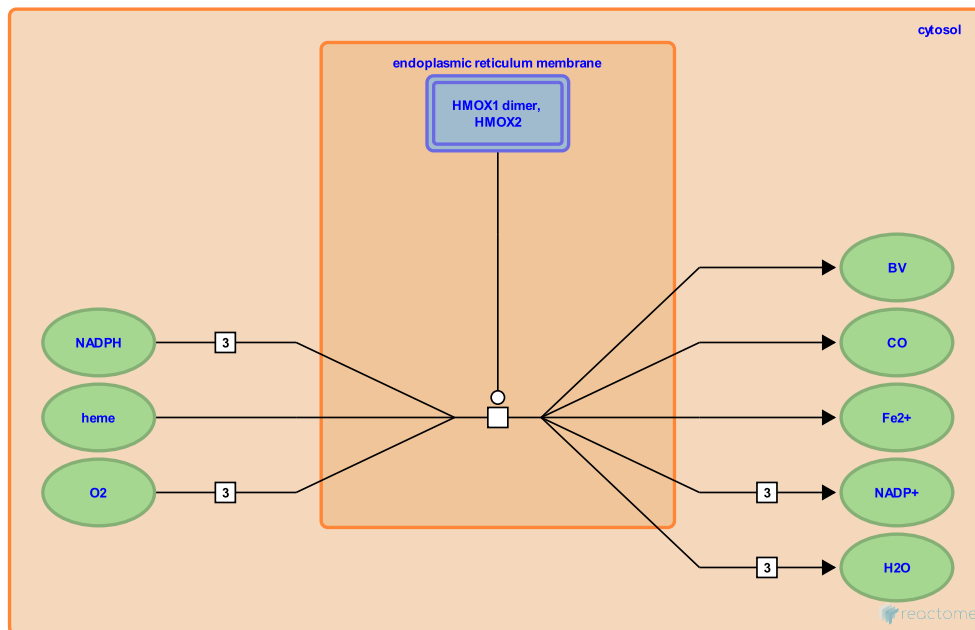 cytosol
endoplasmic reticulum membrane
HMOX1 dimer,
HMOX2
BV
NADPH
3
CO
heme
Fe2+
O2
3
3
NADP+
3
H2O
reactome